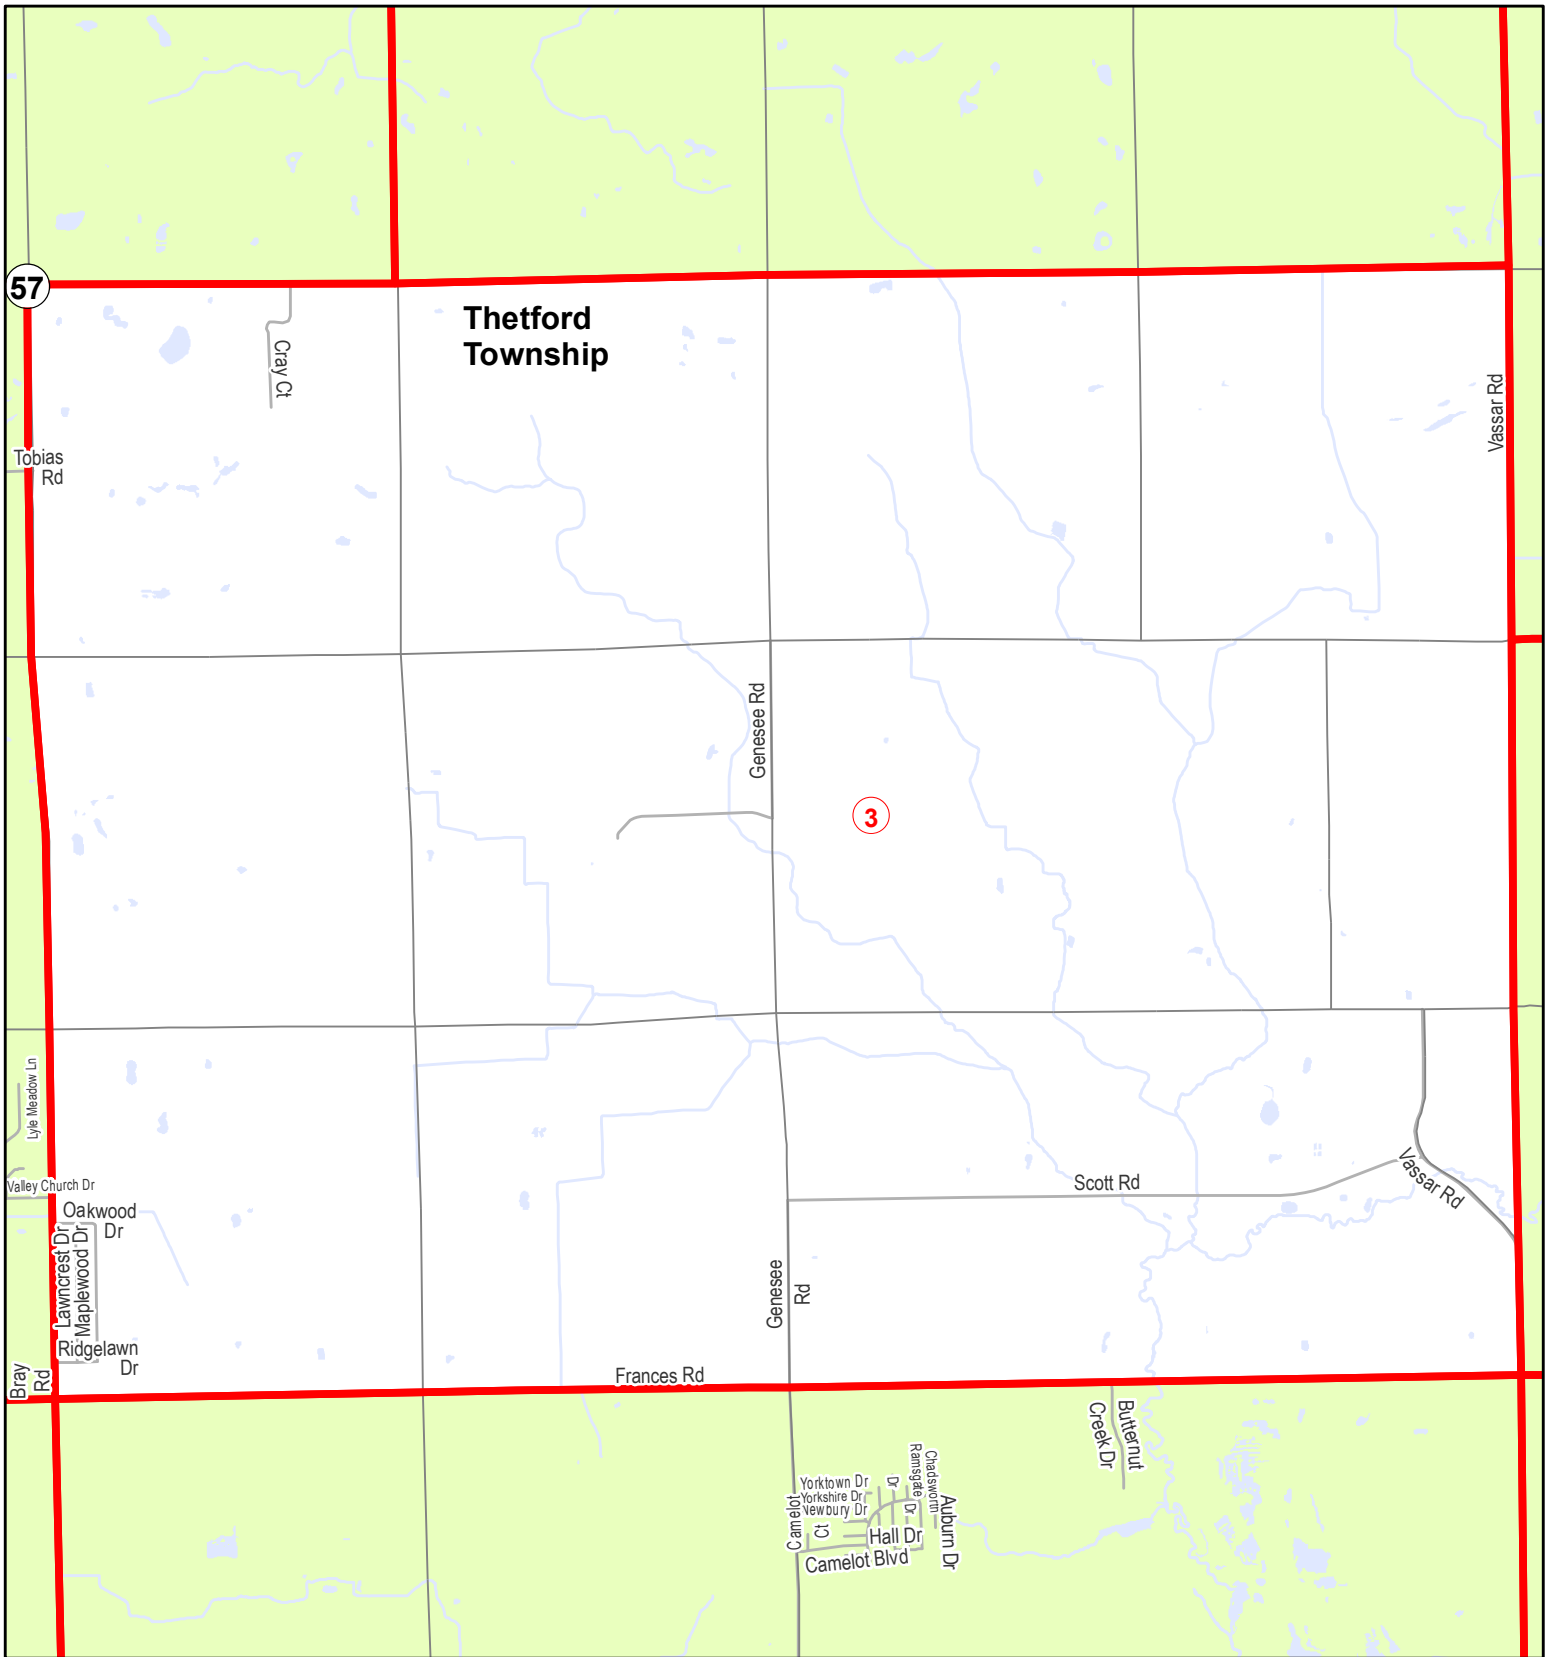 57
Thetford
Township
Cray Ct
Vassar Rd
Tobias
Rd
Genesee Rd
3
Lyle Meadow Ln
Valley Church Dr
Oakwood
Dr
Lawncrest Dr
Maplewood Dr
Ridgelawn
Dr
Bray
Rd
Scott Rd
Vassar Rd
Genesee
Rd
Frances Rd
Butternut
Creek Dr
Yorktown Dr
Yorkshire Dr
Newbury Dr
Dr
Ramsgate
Dr
Chadsworth
Auburn Dr
Camelot
Ct
Hall Dr
Camelot Blvd